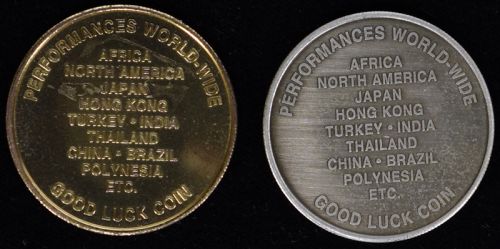 PERFORMANCES WORLD-WIDE
AFRICA
NORTH AMERICA
JAPAN
HONG KONG
TURKEY • INDIA
THAILAND
CHINA • BRAZIL
POLYNESIA
ETC.
GOOD LUCK COIN
PERFORMANCES WORLD-WIDE
AFRICA
NORTH AMERICA
JAPAN
HONG KONG
TURKEY • INDIA
THAILAND
CHINA • BRAZIL
POLYNESIA
ETC.
GOOD LUCK COIN